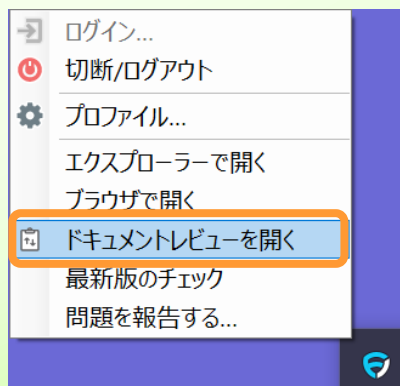 ログイン...
切断/ログアウト
プロファイル...
エクスプローラーで開く
ブラウザで開く
ドキュメントレビューを開く
最新版のチェック
問題を報告する...